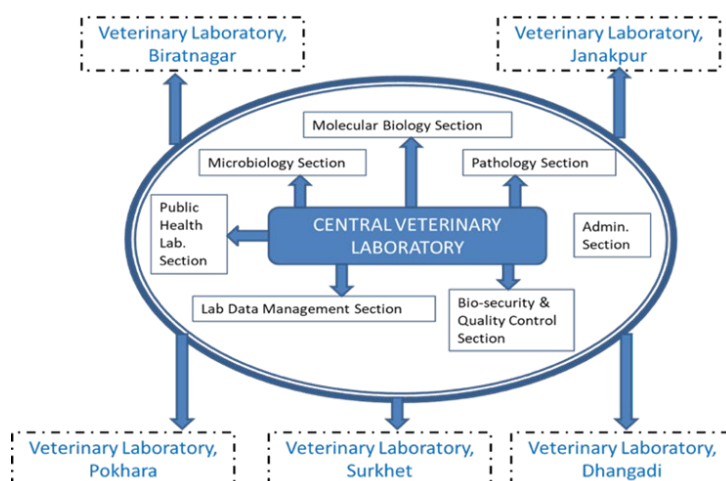 Veterinary Laboratory,
Biratnagar
Veterinary Laboratory,
Janakpur
Molecular Biology Section
Microbiology Section
Pathology Section
Public
Health
Lab.
Section
CENTRAL VETERINARY
LABORATORY
Admin.
Section
Lab Data Management Section
Bio-security &
Quality Control
Section
Veterinary Laboratory,
Pokhara
Veterinary Laboratory,
Surkhet
Veterinary Laboratory,
Dhangadi